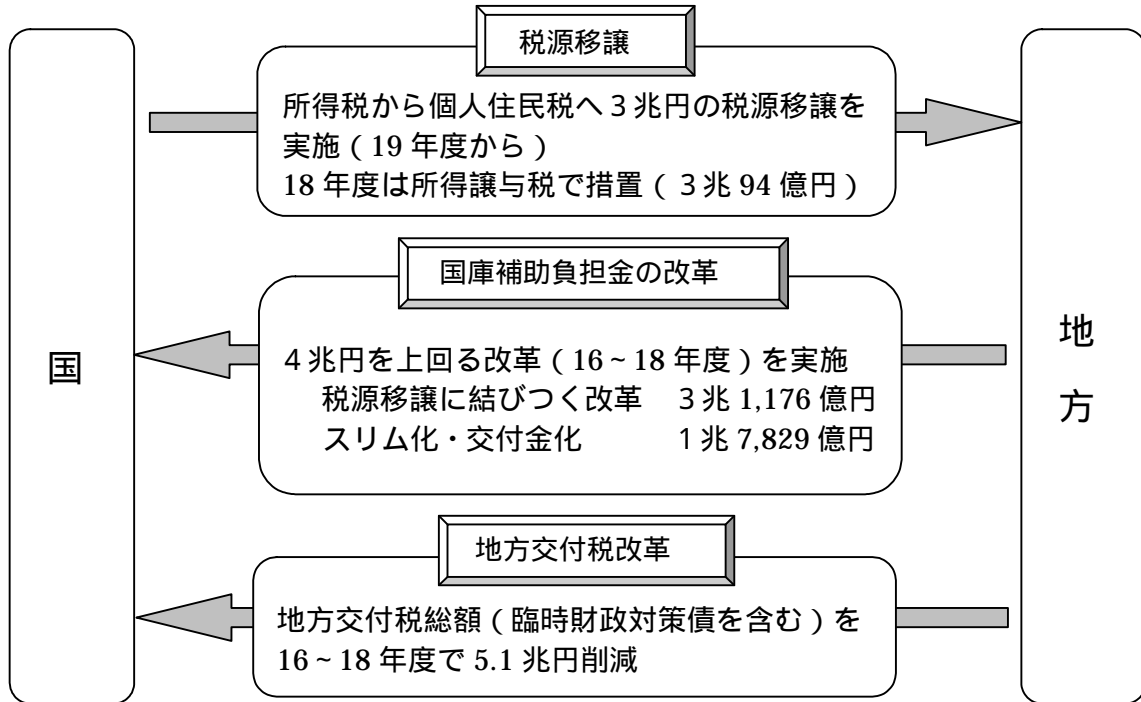 税源移譲
所得税から個人住民税へ３兆円の税源移譲を
実施（19 年度から）
18 年度は所得譲与税で措置（３兆 94 億円）
国庫補助負担金の改革
４兆円を上回る改革（16～18 年度）を実施
税源移譲に結びつく改革　３兆 1,176 億円
スリム化・交付金化　１兆 7,829 億円
地方交付税改革
地方交付税総額（臨時財政対策債を含む）を
16～18 年度で 5.1 兆円削減
国
地方